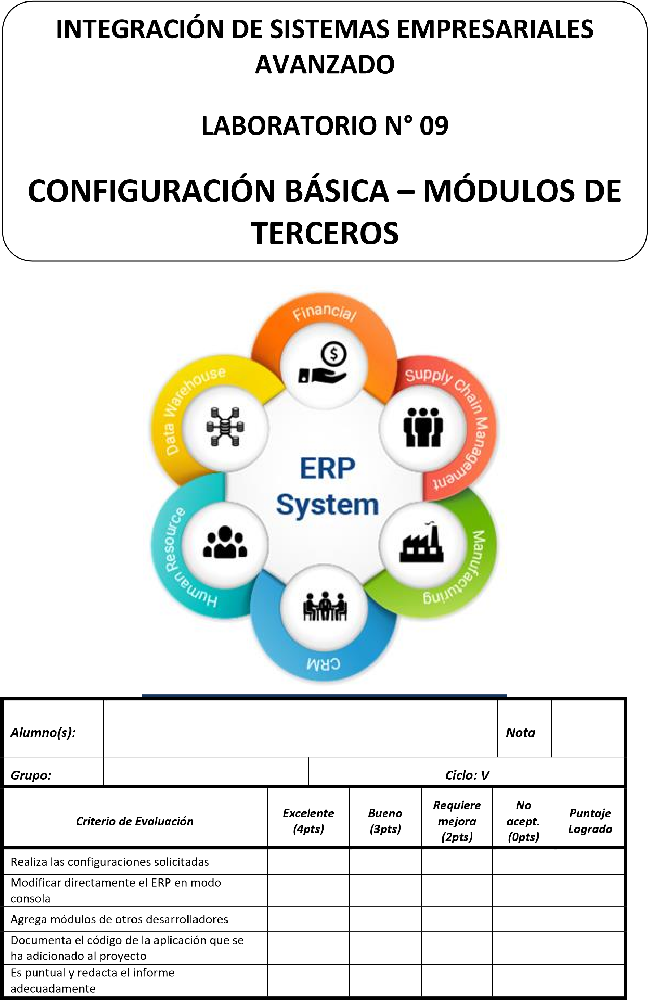 INTEGRACIÓN DE SISTEMAS EMPRESARIALES
AVANZADO
LABORATORIO N° 09
CONFIGURACIÓN BÁSICA – MÓDULOS DE
TERCEROS
Financial
Supply Chain Management
Data Warehouse
ERP
System
Human Resource
Manufacturing
CRM
$
Alumno(s):
Nota
Grupo:
Ciclo: V
Criterio de Evaluación
Excelente
(4pts)
Bueno
(3pts)
Requiere
mejora
(2pts)
No
acept.
(0pts)
Puntaje
Logrado
Realiza las configuraciones solicitadas
Modificar directamente el ERP en modo
consola
Agrega módulos de otros desarrolladores
Documenta el código de la aplicación que se
ha adicionado al proyecto
Es puntual y redacta el informe
adecuadamente